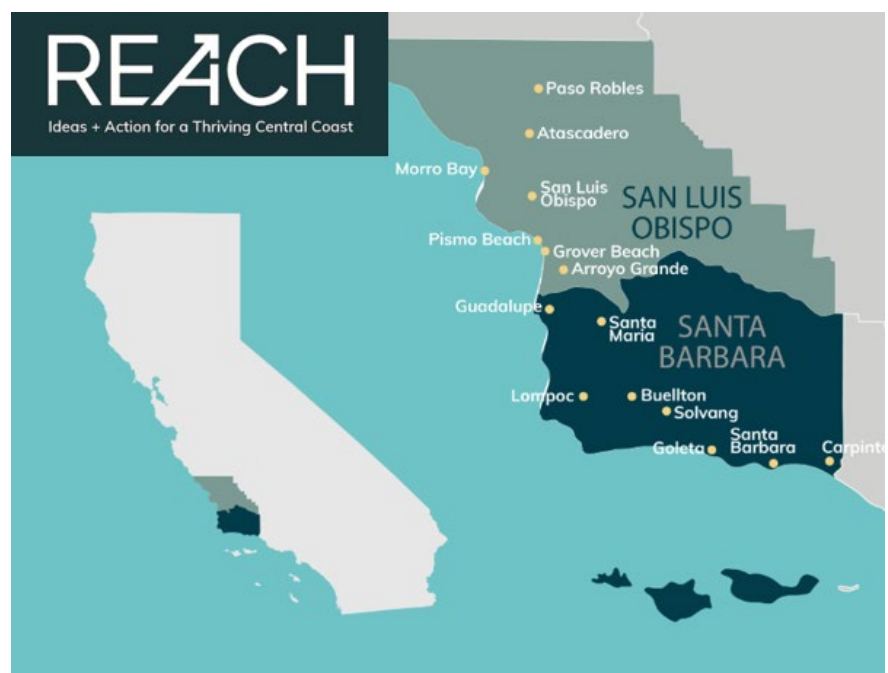 REACH
Ideas + Action for a Thriving Central Coast
Paso Robles
Atascadero
Morro Bay
San Luis
Obispo
SAN LUIS
OBISPO
Pismo Beach
Grover Beach
Arroyo Grande
Guadalupe
Santa
Maria
SANTA
BARBARA
Lompoc
Buellton
Solvang
Goleta
Santa
Barbara
Carpinte